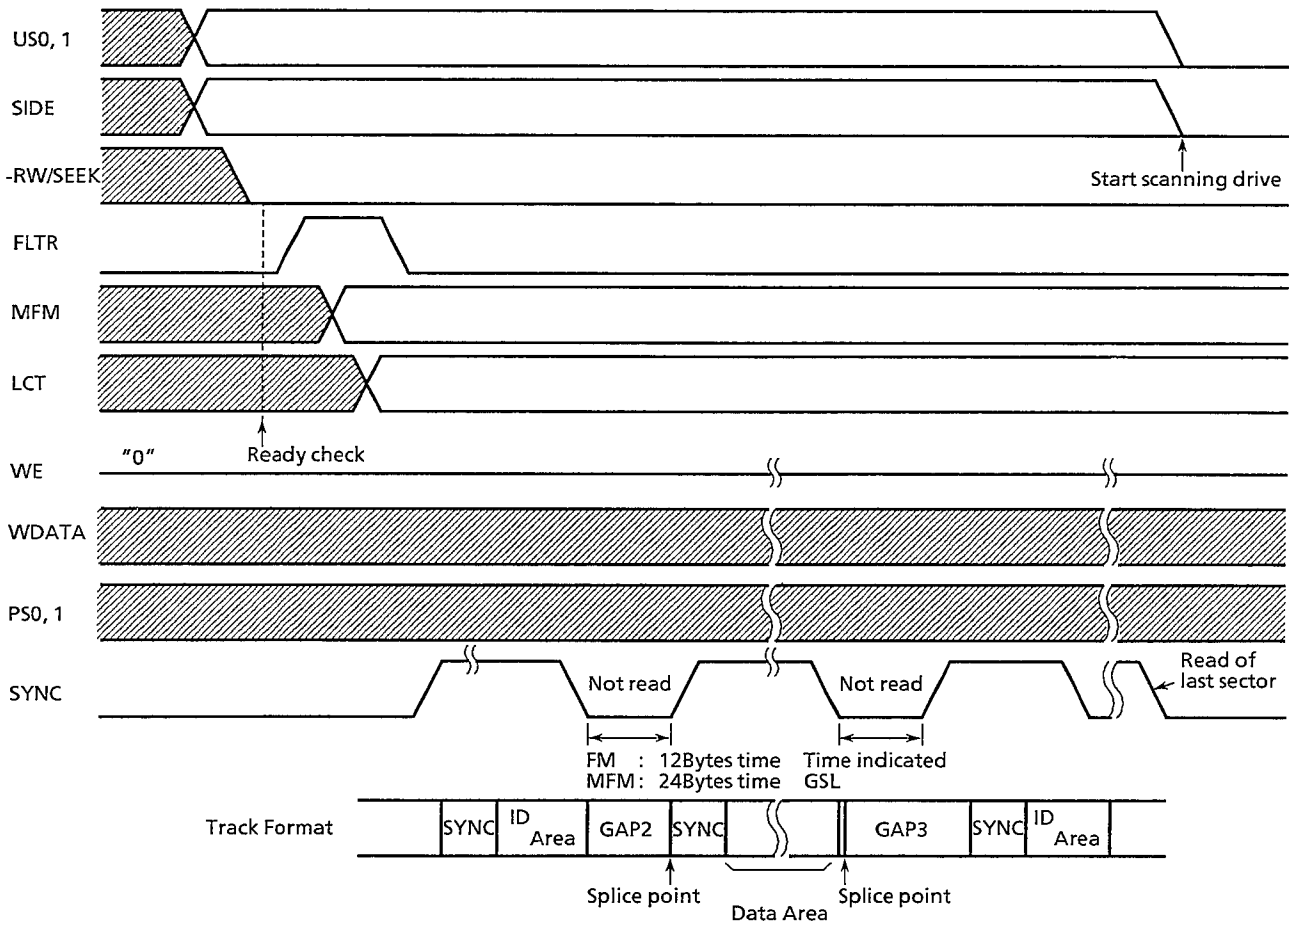 US0, 1
SIDE
-RW/SEEK
Start scanning drive
FLTR
MFM
LCT
Ready check
WE "0"
WDATA
PS0, 1
SYNC
Not read
Not read
Read of
last sector
FM : 12Bytes time
MFM : 24Bytes time
Time indicated
GSL
Track Format
SYNC
ID
Area
GAP2
SYNC
GAP3
SYNC
ID
Area
Splice point
Data Area
Splice point